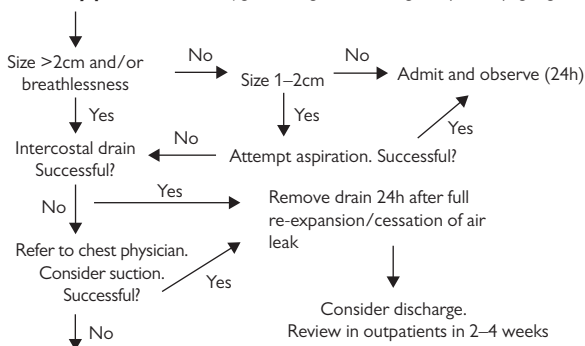 Size >2cm and/or
breathlessness
No
Size 1–2cm
No
Admit and observe (24h)
Yes
Yes
Yes
Intercostal drain
Successful?
No
Attempt aspiration. Successful?
No
Yes
Remove drain 24h after full
re-expansion/cessation of air
leak
Refer to chest physician.
Consider suction.
Successful?
Yes
Consider discharge.
Review in outpatients in 2–4 weeks
No